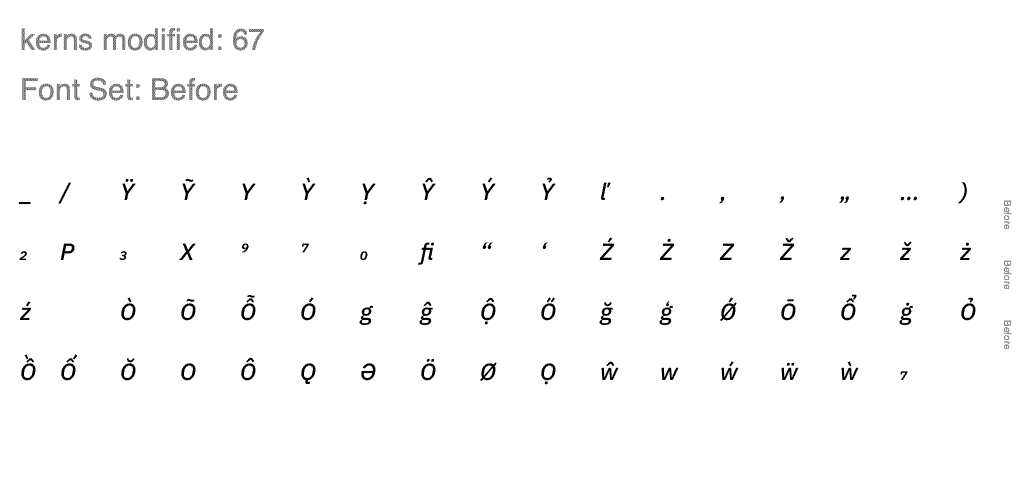 kerns modified: 67
Font Set: Before
_ / Ÿ Ỹ Y Ỳ Ỵ Ŷ Ý Ỷ ľ . , ‚ „ … )
₂ P ₃ X ⁹ ⁷ ₀ ﬁ “ ‘ Ź Ż Z Ž z ž ż
ź Ò Õ Ỗ Ó g ĝ Ộ Ő ğ ģ Ǿ Ō Ổ ġ Ỏ
Ồ Ố Ŏ O Ô Ǫ Ə Ö Ø Ọ ŵ w ẃ ẅ ẁ ₇
Before
Before
Before